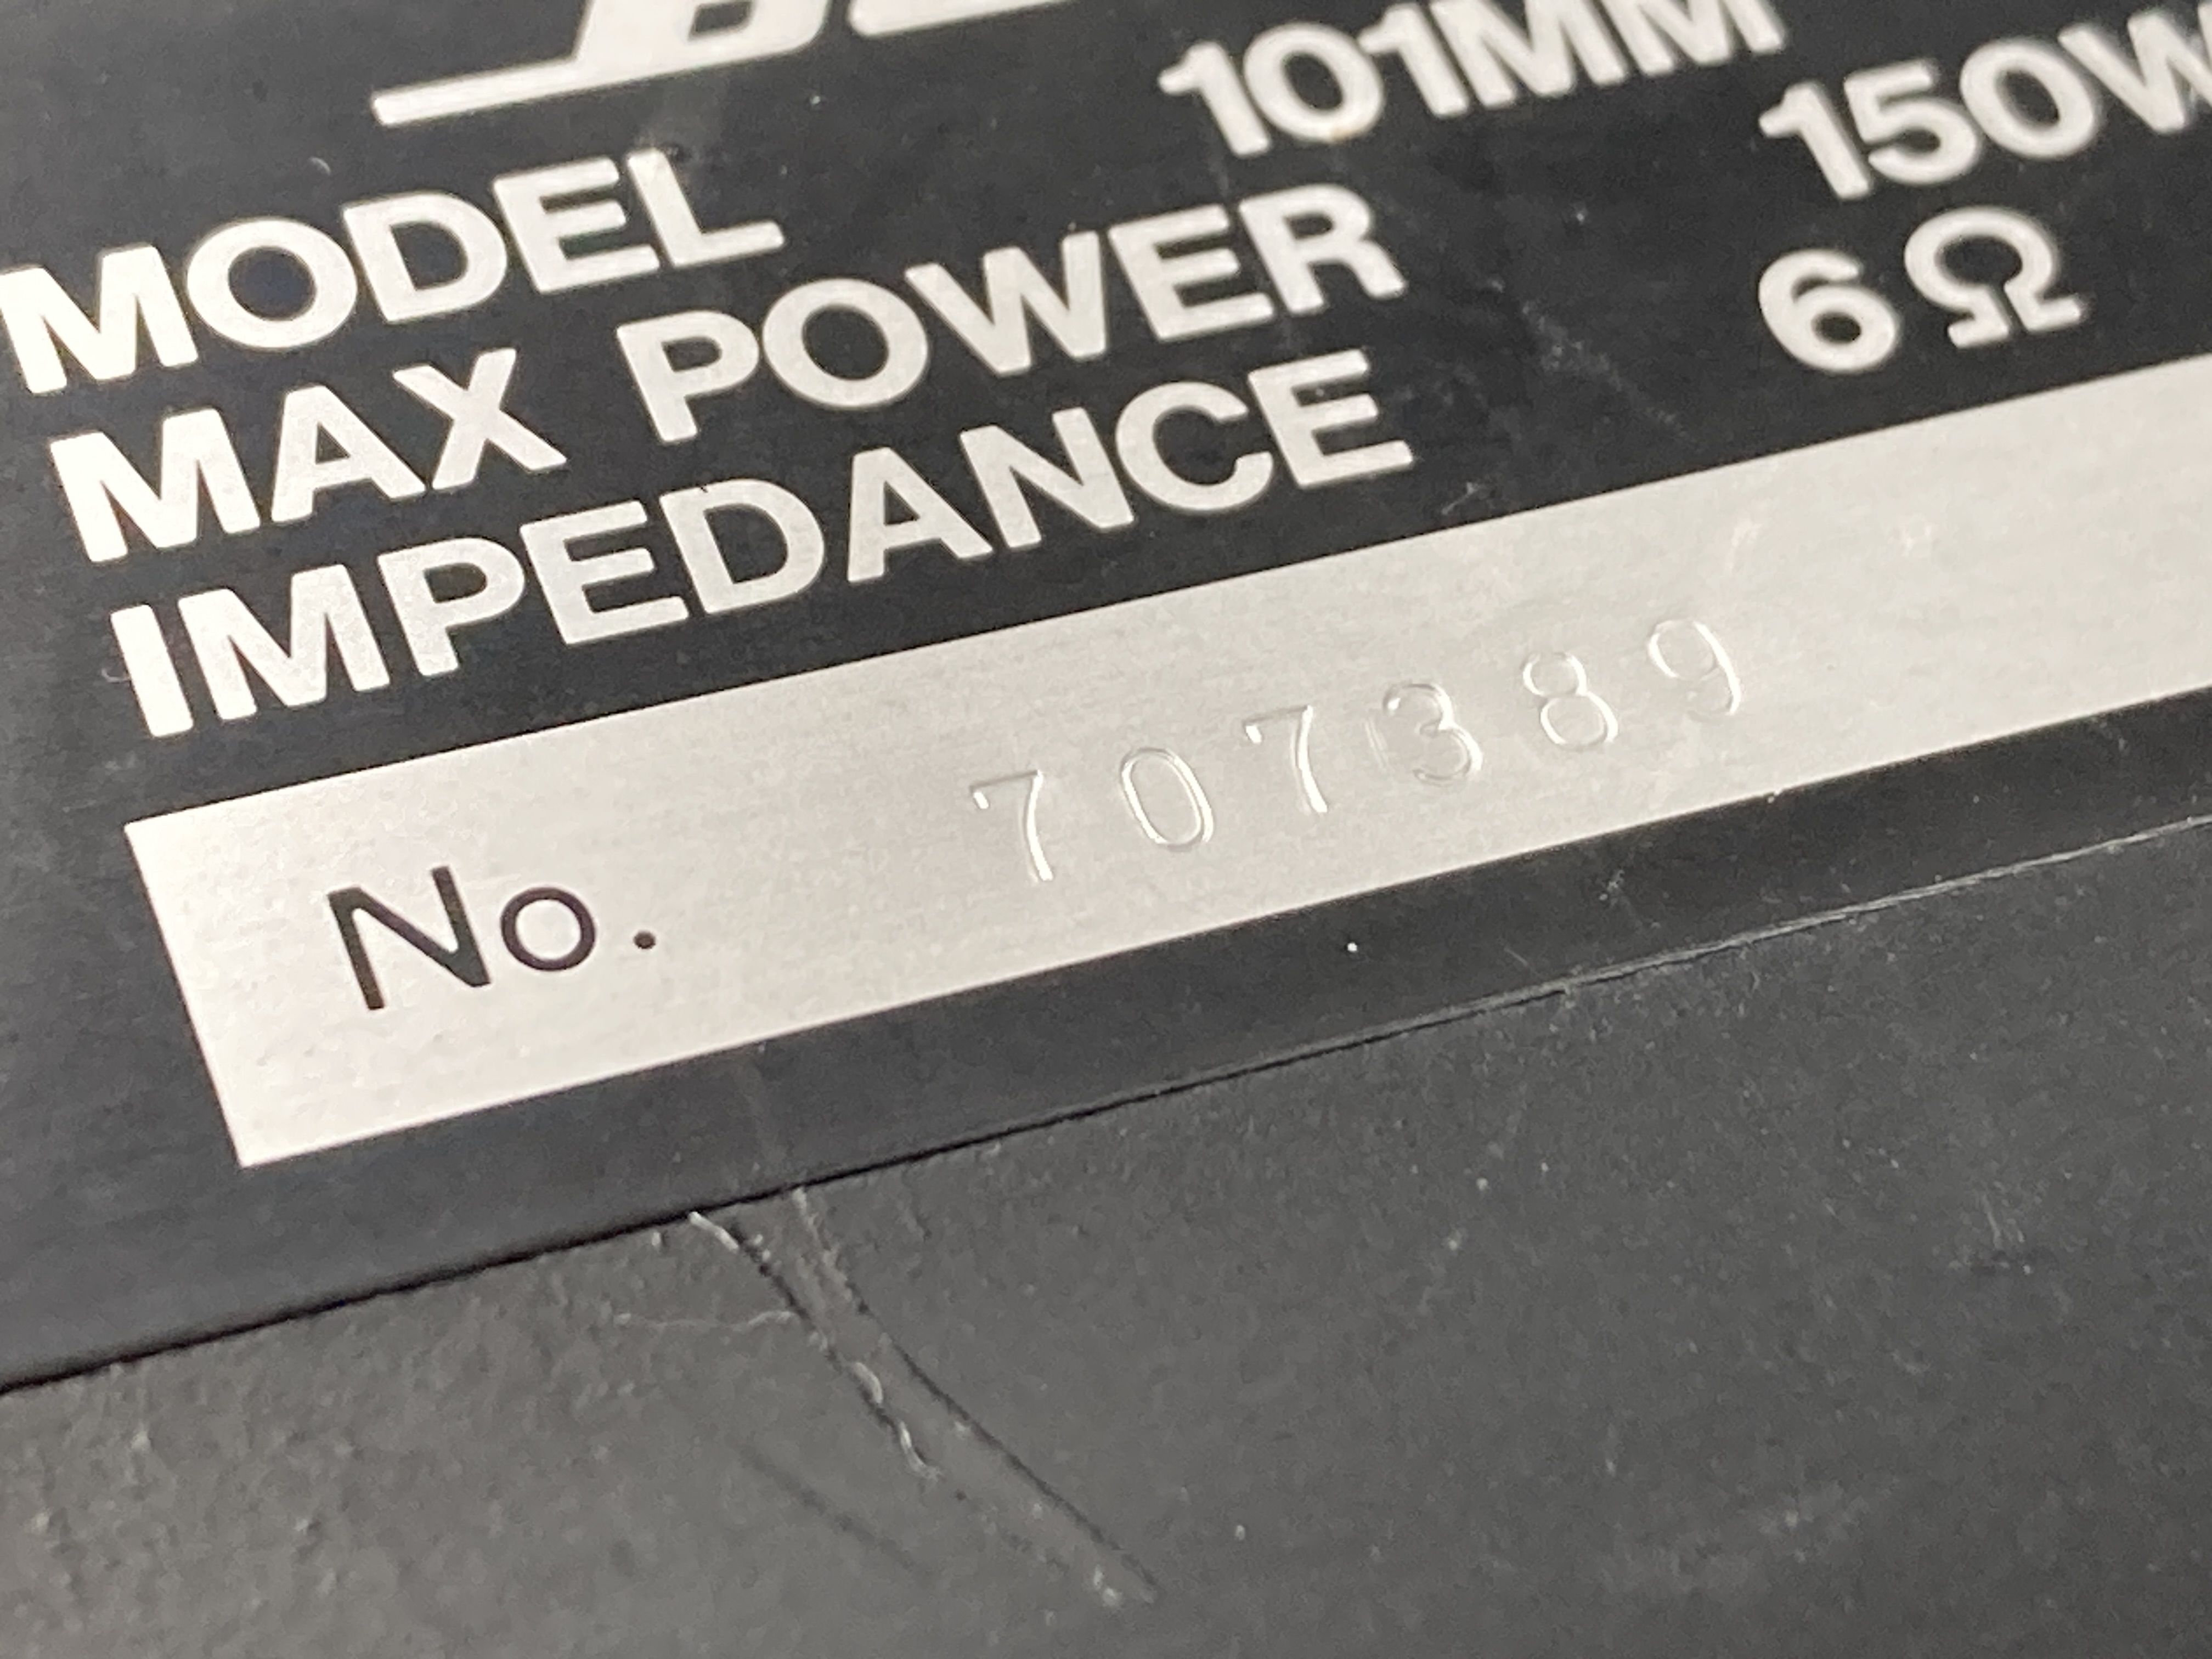 MODEL 101MM
MAX POWER 150W
IMPEDANCE 6Ω
No. 707389